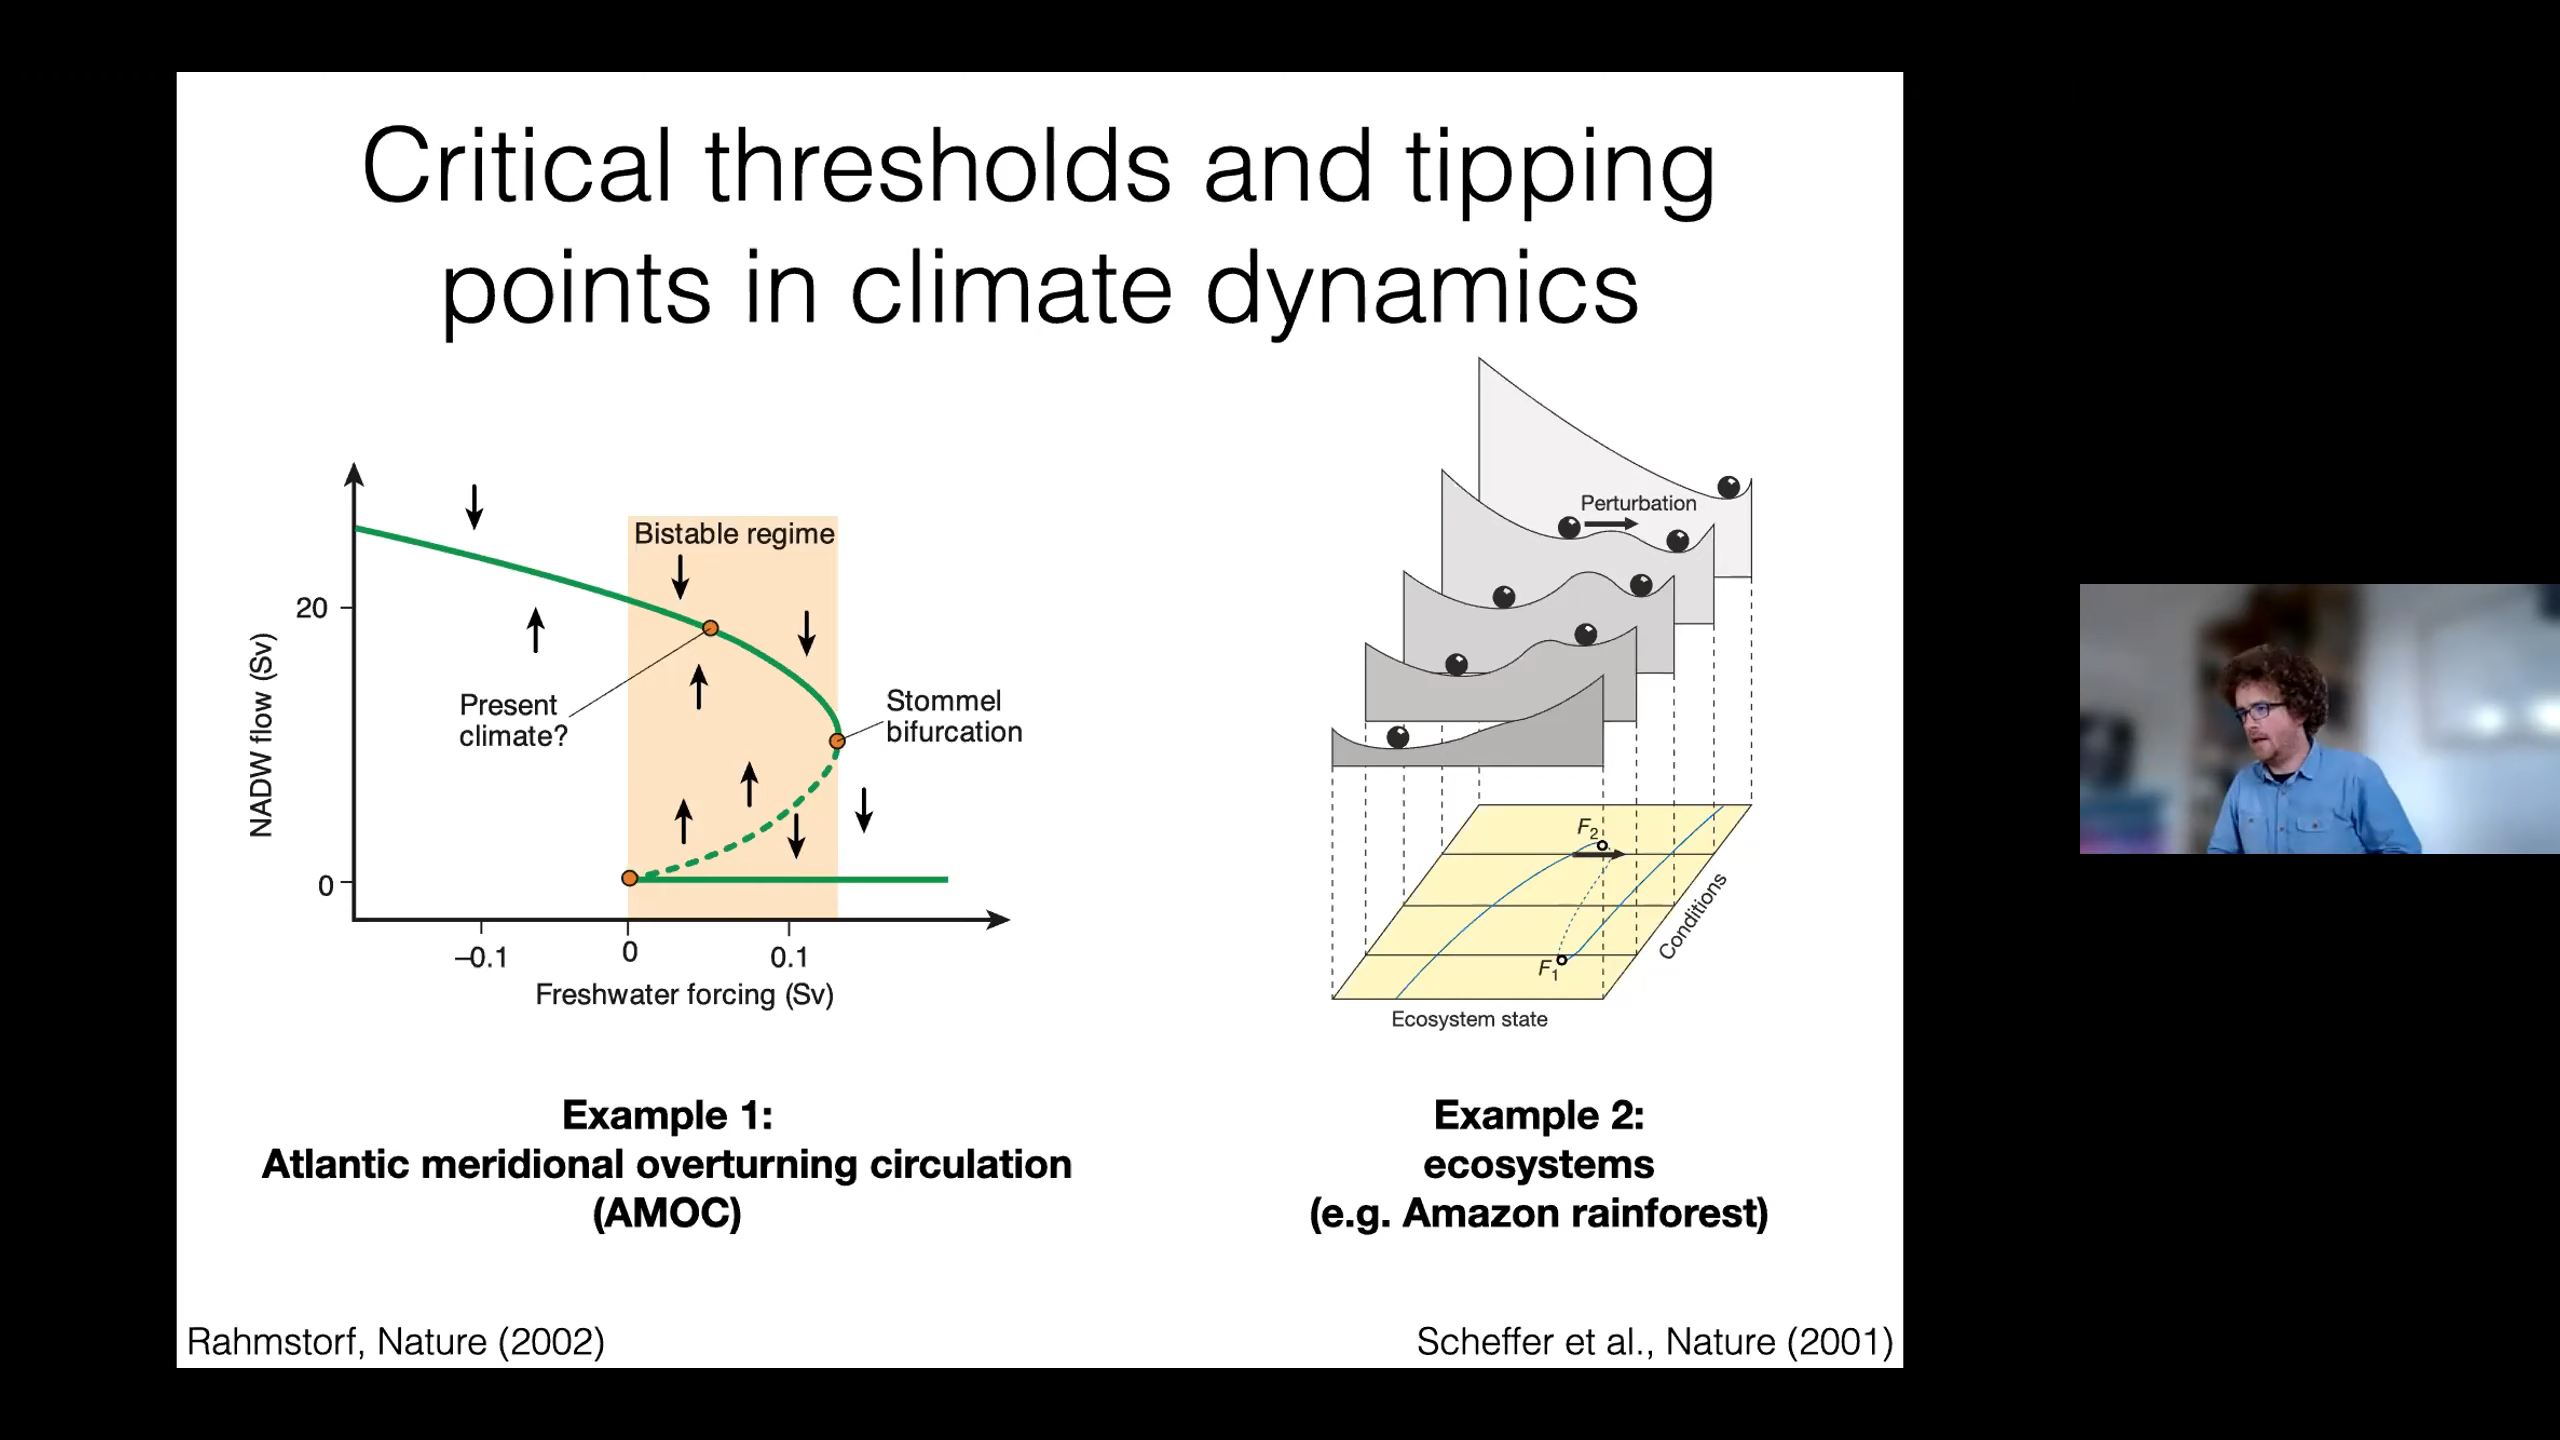 Critical thresholds and tipping
points in climate dynamics
Bistable regime
20
NADW flow (Sv)
Present
climate?
Stommel
bifurcation
0
–0.1
0
0.1
Freshwater forcing (Sv)
Perturbation
F2
F1
Conditions
Ecosystem state
Example 1:
Atlantic meridional overturning circulation
(AMOC)
Example 2:
ecosystems
(e.g. Amazon rainforest)
Rahmstorf, Nature (2002)
Scheffer et al., Nature (2001)